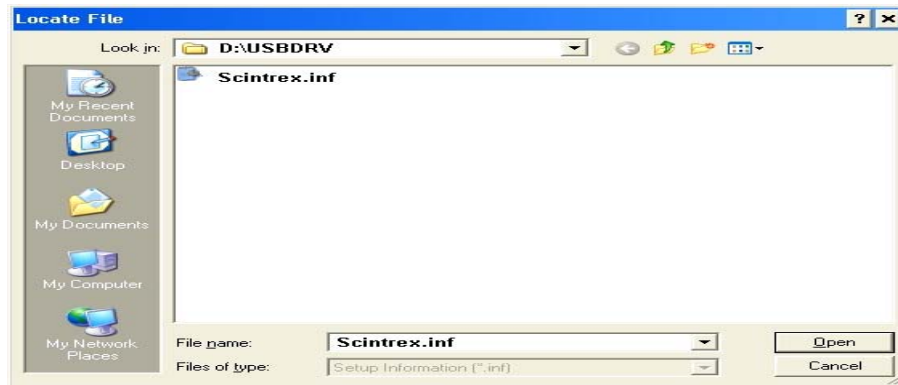 Locate File
Look in: D:\USBDRV
Scintrex.inf
My Recent
Documents
Desktop
My Documents
My Computer
My Network
Places
File name: Scintrex.inf
Open
Files of type: Setup Information (*.inf)
Cancel